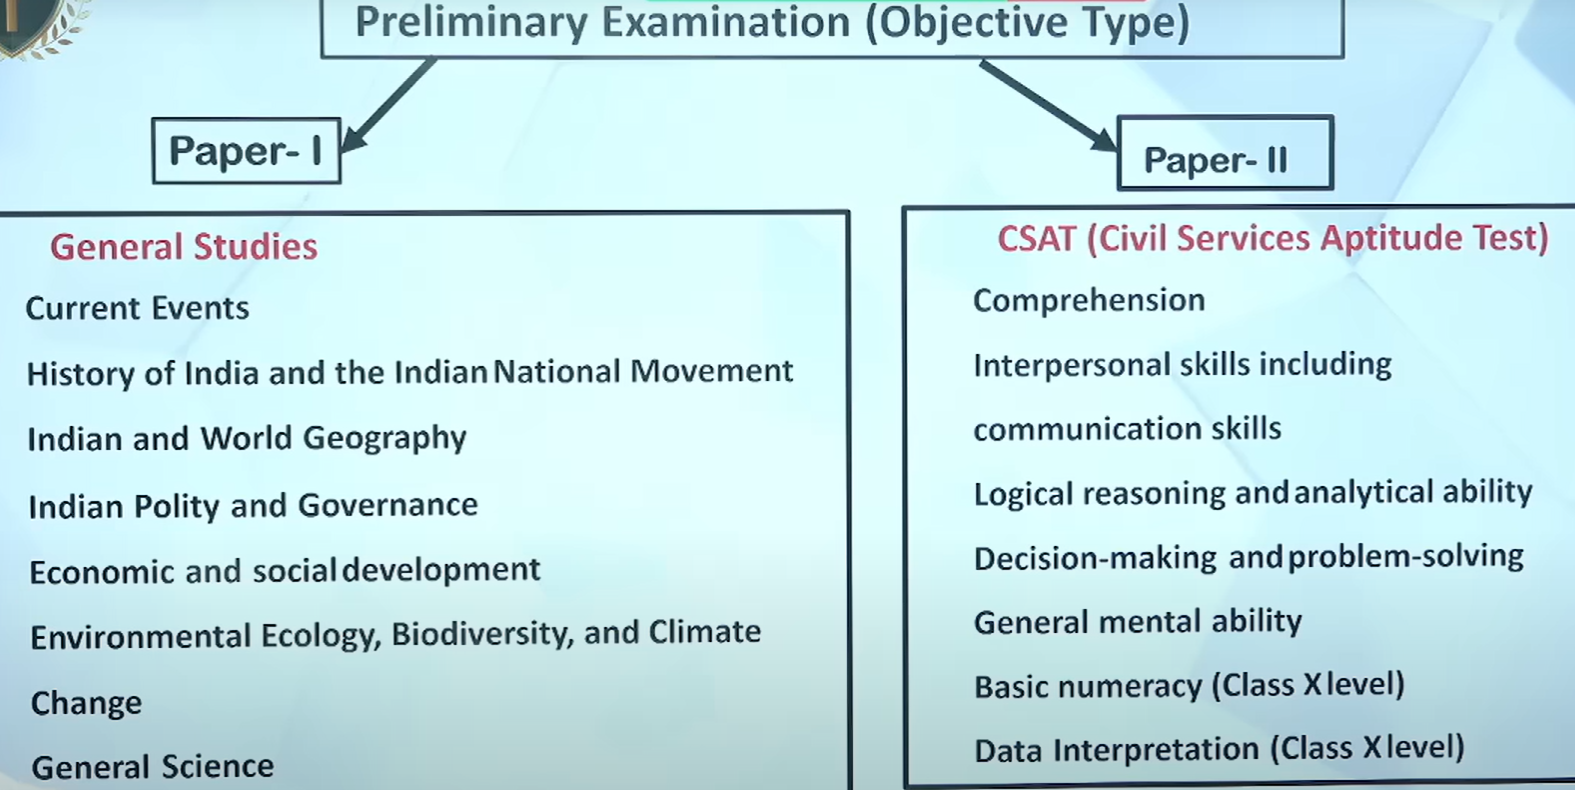 Preliminary Examination (Objective Type)
Paper- I
General Studies
Current Events
History of India and the Indian National Movement
Indian and World Geography
Indian Polity and Governance
Economic and social development
Environmental Ecology, Biodiversity, and Climate
Change
General Science
Paper- II
CSAT (Civil Services Aptitude Test)
Comprehension
Interpersonal skills including
communication skills
Logical reasoning and analytical ability
Decision-making and problem-solving
General mental ability
Basic numeracy (Class X level)
Data Interpretation (Class X level)